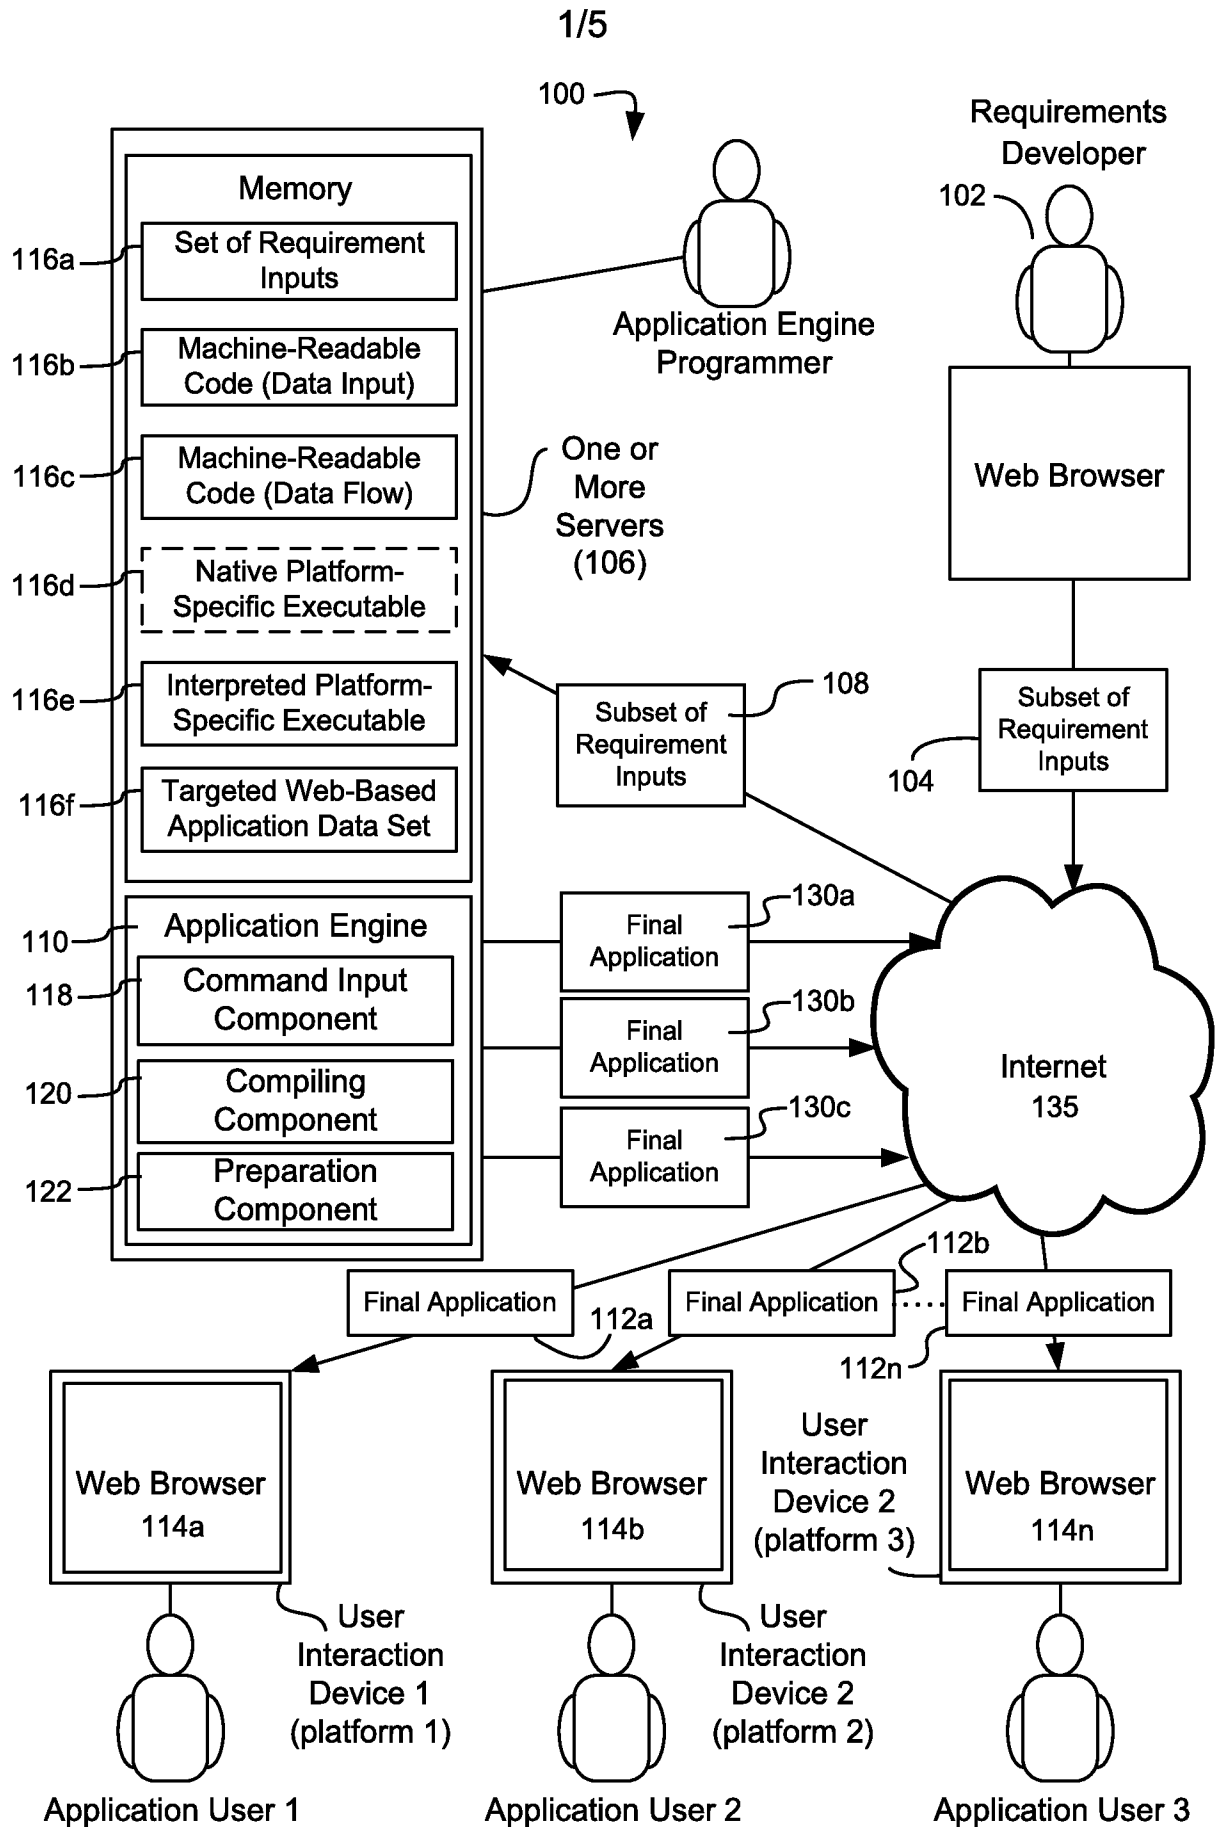 1/5
100
Requirements
Developer
102
Memory
116a
Set of Requirement
Inputs
Application Engine
Programmer
116b
Machine-Readable
Code (Data Input)
116c
Machine-Readable
Code (Data Flow)
One or
More
Servers
(106)
Web Browser
116d
Native Platform-
Specific Executable
116e
Interpreted Platform-
Specific Executable
108
Subset of
Requirement
Inputs
Subset of
Requirement
Inputs
104
116f
Targeted Web-Based
Application Data Set
110
Application Engine
118
Command Input
Component
120
Compiling
Component
122
Preparation
Component
130a
Final
Application
130b
Final
Application
130c
Final
Application
Internet
135
Final Application
112a
Final Application
112b
Final Application
112n
Web Browser
114a
Web Browser
114b
User
Interaction
Device 2
(platform 3)
Web Browser
114n
User
Interaction
Device 1
(platform 1)
User
Interaction
Device 2
(platform 2)
Application User 1
Application User 2
Application User 3